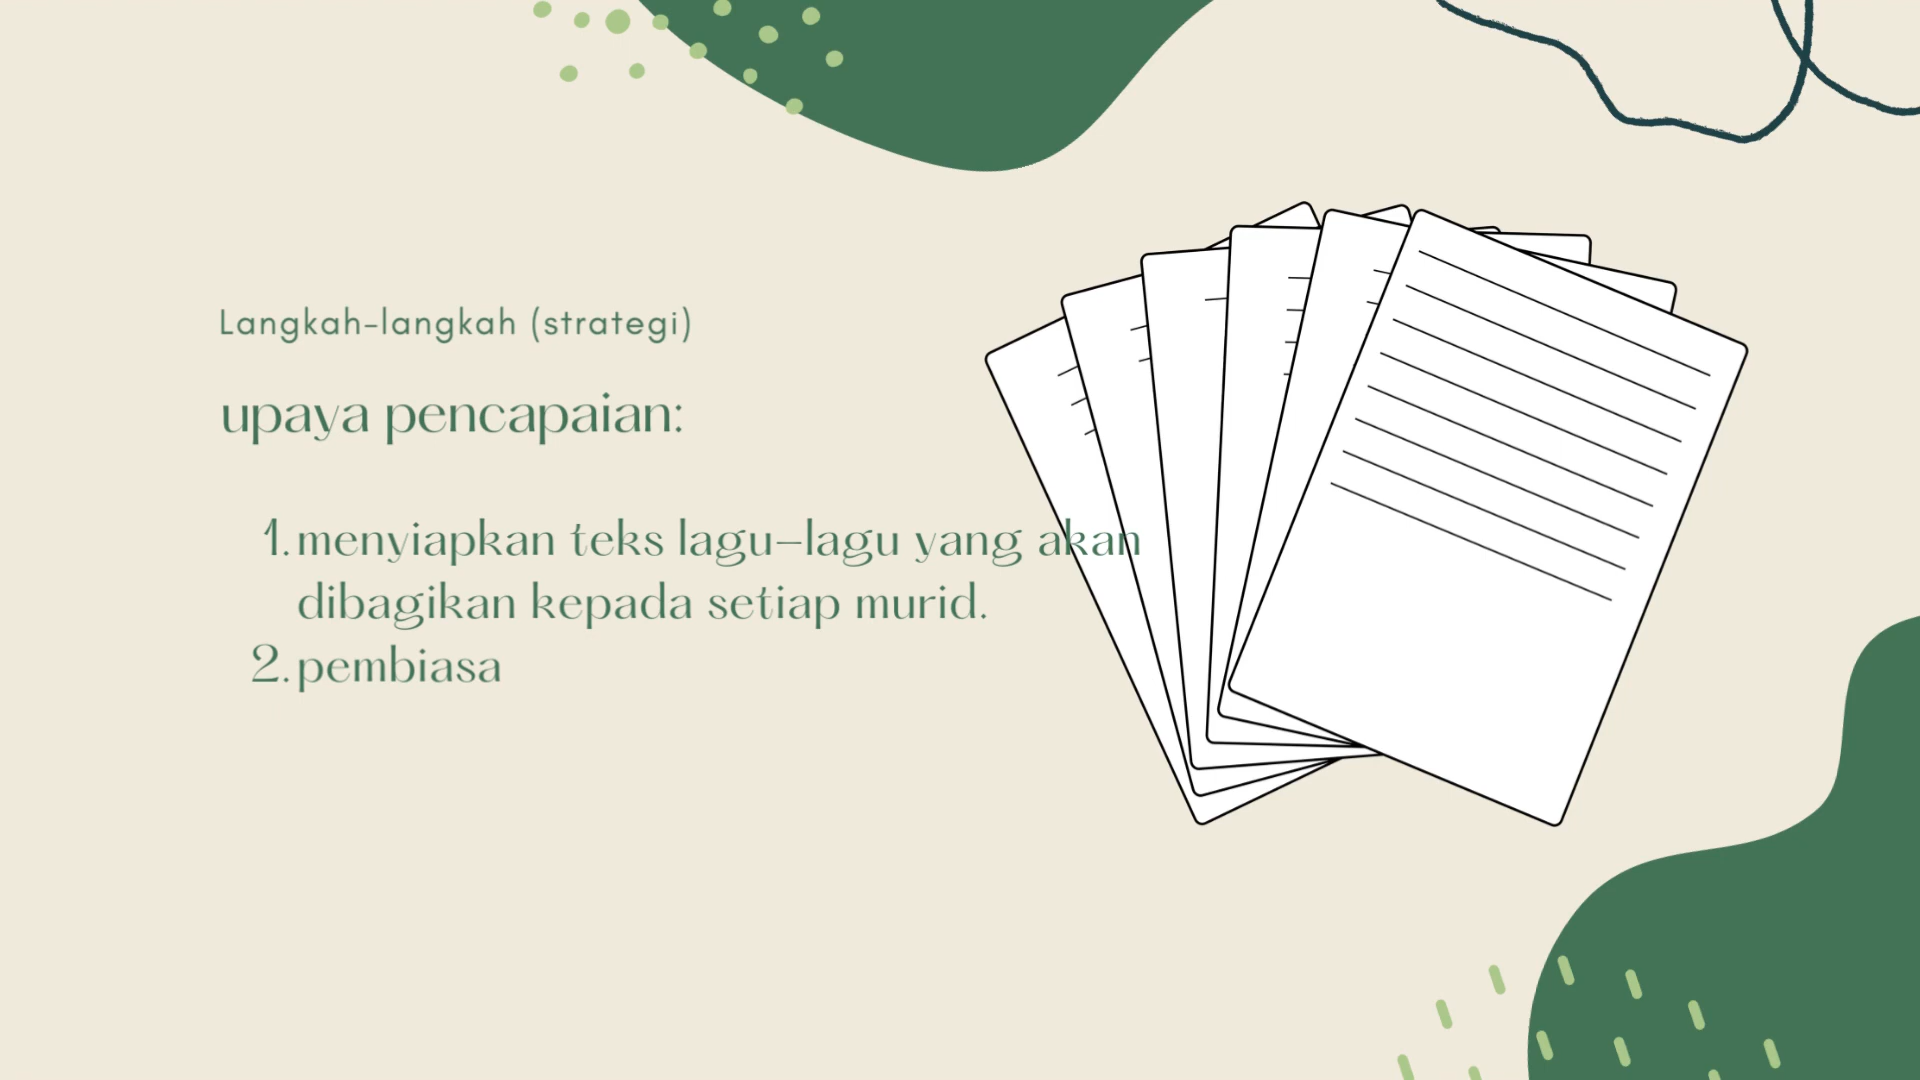 Langkah-langkah (strategi)
upaya pencapaian:
1. menyiapkan teks lagu-lagu yang akan
dibagikan kepada setiap murid.
2. pembiasa